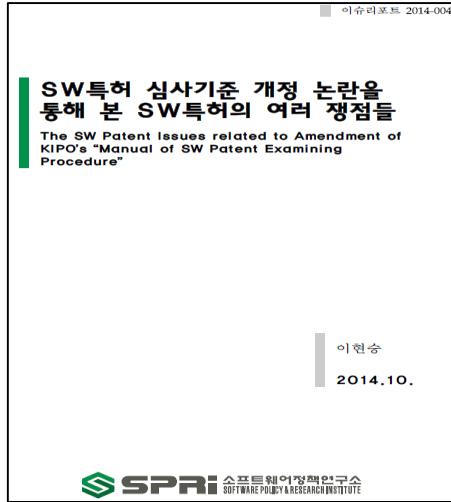 이슈리포트 2014-004
SW특허 심사기준 개정 논란을
통해 본 SW특허의 여러 쟁점들
The SW Patent Issues related to Amendment of
KIPO's "Manual of SW Patent Examining
Procedure"
이현승
2014.10.
SPRi 소프트웨어정책연구소
SOFTWARE POLICY & RESEARCH INSTITUTE